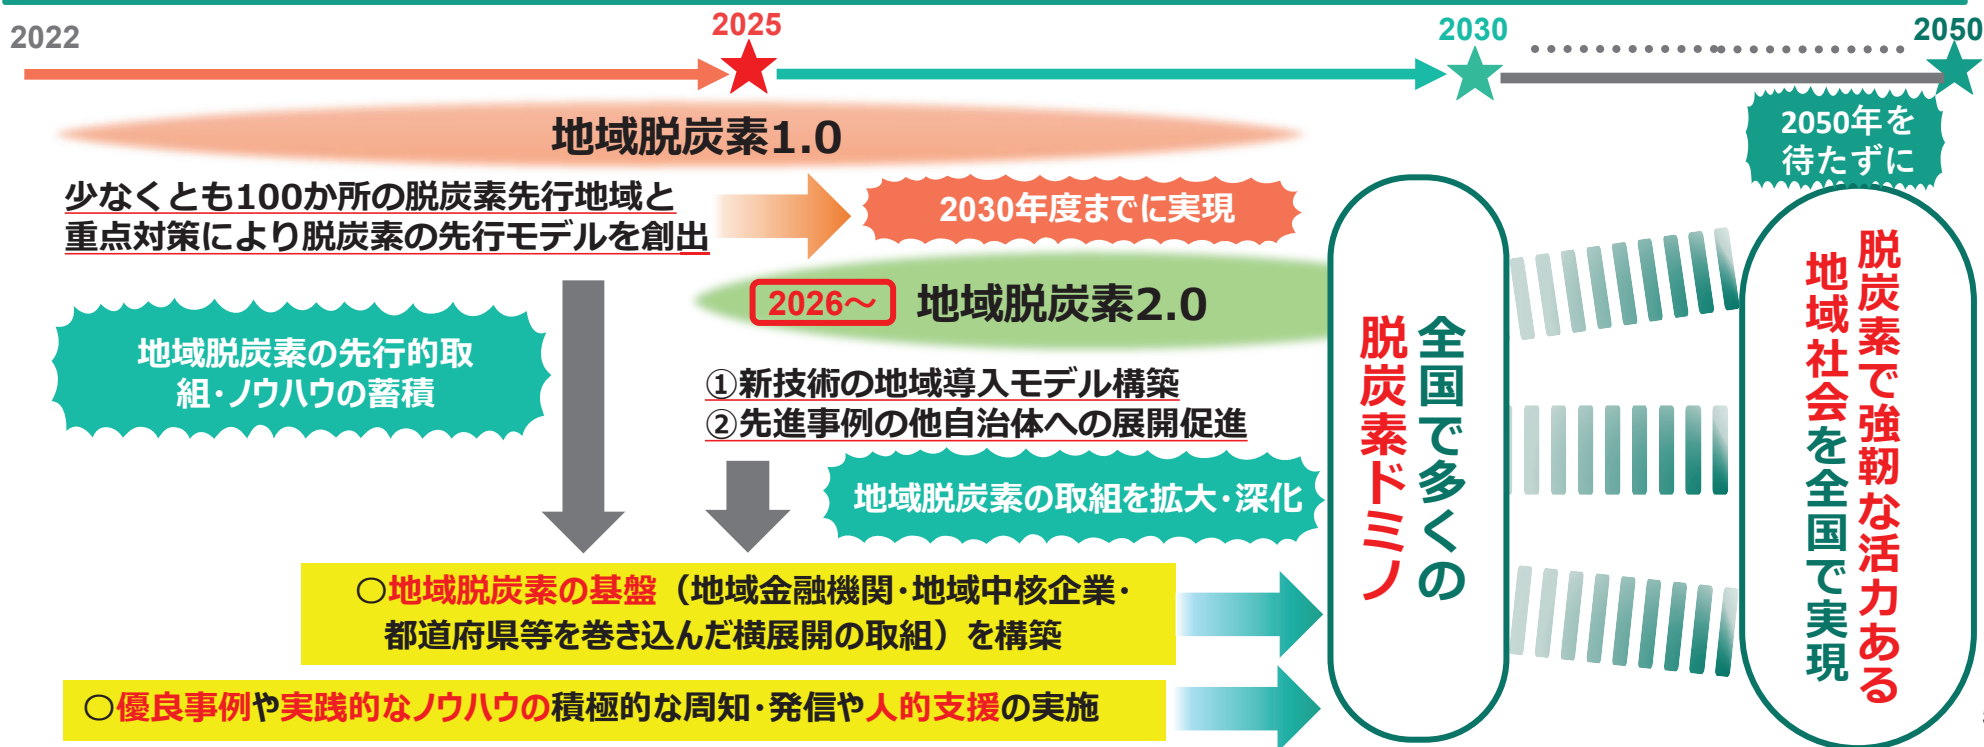 2022
2025
2030
2050
地域脱炭素1.0
2050年を
待たずに
少なくとも100か所の脱炭素先行地域と
重点対策により脱炭素の先行モデルを創出
2030年度までに実現
2026～
地域脱炭素2.0
地域脱炭素の先行的取
組・ノウハウの蓄積
①新技術の地域導入モデル構築
②先進事例の他自治体への展開促進
地域脱炭素の取組を拡大・深化
○地域脱炭素の基盤（地域金融機関・地域中核企業・
都道府県等を巻き込んだ横展開の取組）を構築
○優良事例や実践的なノウハウの積極的な周知・発信や人的支援の実施
全国で多くの
脱炭素ドミノ
脱炭素で強靭な活力ある
地域社会を全国で実現